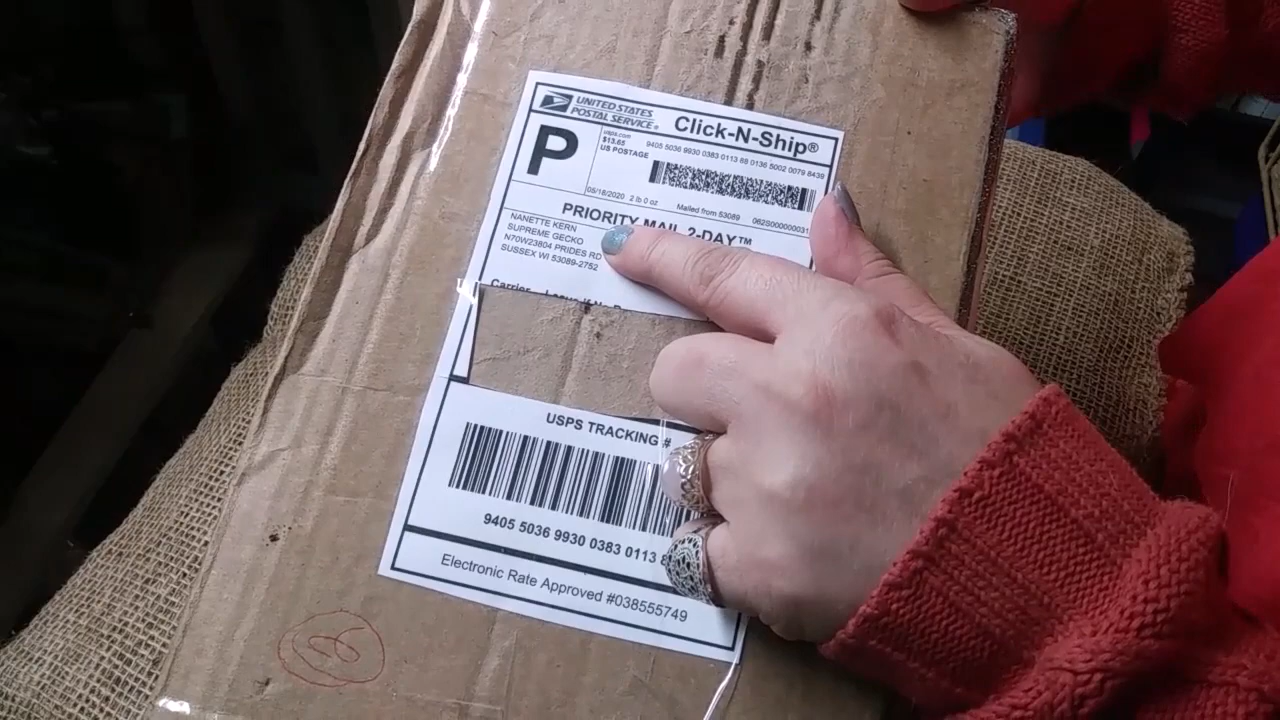 UNITED STATES
POSTAL SERVICE®
Click-N-Ship®
P
usps.com
$13.65
US POSTAGE
9405 5036 9930 0383 0113 88 0136 5002 0079 8439
05/18/2020
2 lb 0 oz
Mailed from 53089
062S000000031
PRIORITY MAIL 2-DAY™
NANETTE KERN
SUPREME GECKO
N70W23804 PRIDES RD
SUSSEX WI 53089-2752
Carrier
USPS TRACKING #
9405 5036 9930 0383 0113
Electronic Rate Approved #038555749